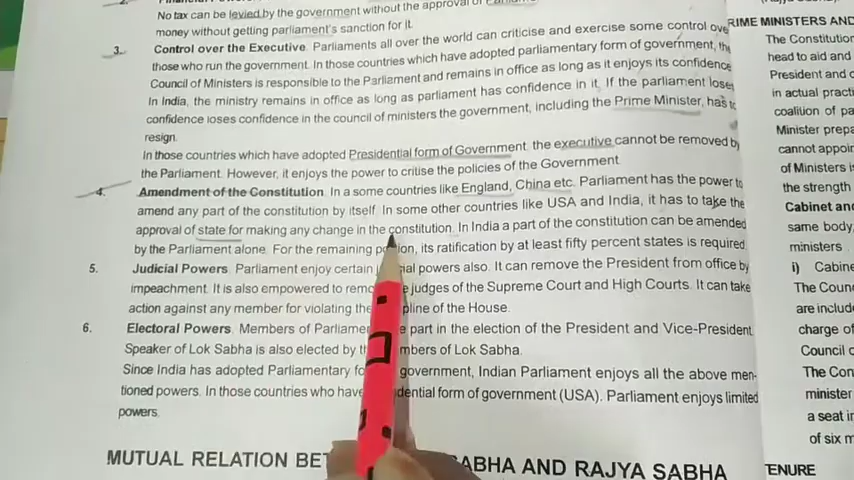 No tax can be levied by the government without the approval of
money without getting parliament's sanction for it.
3. Control over the Executive. Parliaments all over the world can criticise and exercise some control over
those who run the government. In those countries which have adopted parliamentary form of government, the
Council of Ministers is responsible to the Parliament and remains in office as long as it enjoys its confidence
In India, the ministry remains in office as long as parliament has confidence in it. If the parliament loses
confidence loses confidence in the council of ministers the government, including the Prime Minister, has to
resign.
In those countries which have adopted Presidential form of Government. the executive cannot be removed by
the Parliament. However, it enjoys the power to critise the policies of the Government.
4. Amendment of the Constitution. In a some countries like England, China etc. Parliament has the power to
amend any part of the constitution by itself. In some other countries like USA and India, it has to take the
approval of state for making any change in the constitution. In India a part of the constitution can be amended
by the Parliament alone. For the remaining its ratification by at least fifty percent states is required
5. Judicial Powers. Parliament enjoy certain powers also. It can remove the President from office by
impeachment. It is also empowered to judges of the Supreme Court and High Courts. It can take
action against any member for violating the of the House.
6. Electoral Powers. Members of part in the election of the President and Vice-President.
Speaker of Lok Sabha is also elected by of Lok Sabha.
Since India has adopted Parliamentary government, Indian Parliament enjoys all the above men-
tioned powers. In those countries who have form of government (USA). Parliament enjoys limited
powers.
MUTUAL RELATION SABHA AND RAJYA SABHA
PRIME MINISTERS AND
The Constitution
head to aid and
President and
in actual
coalition of
Minister
cannot
of Ministers
the strength
Cabinet and
same body
ministers
i)
The
are
charge of
Council
The
minister
a seat in
of six
TENURE